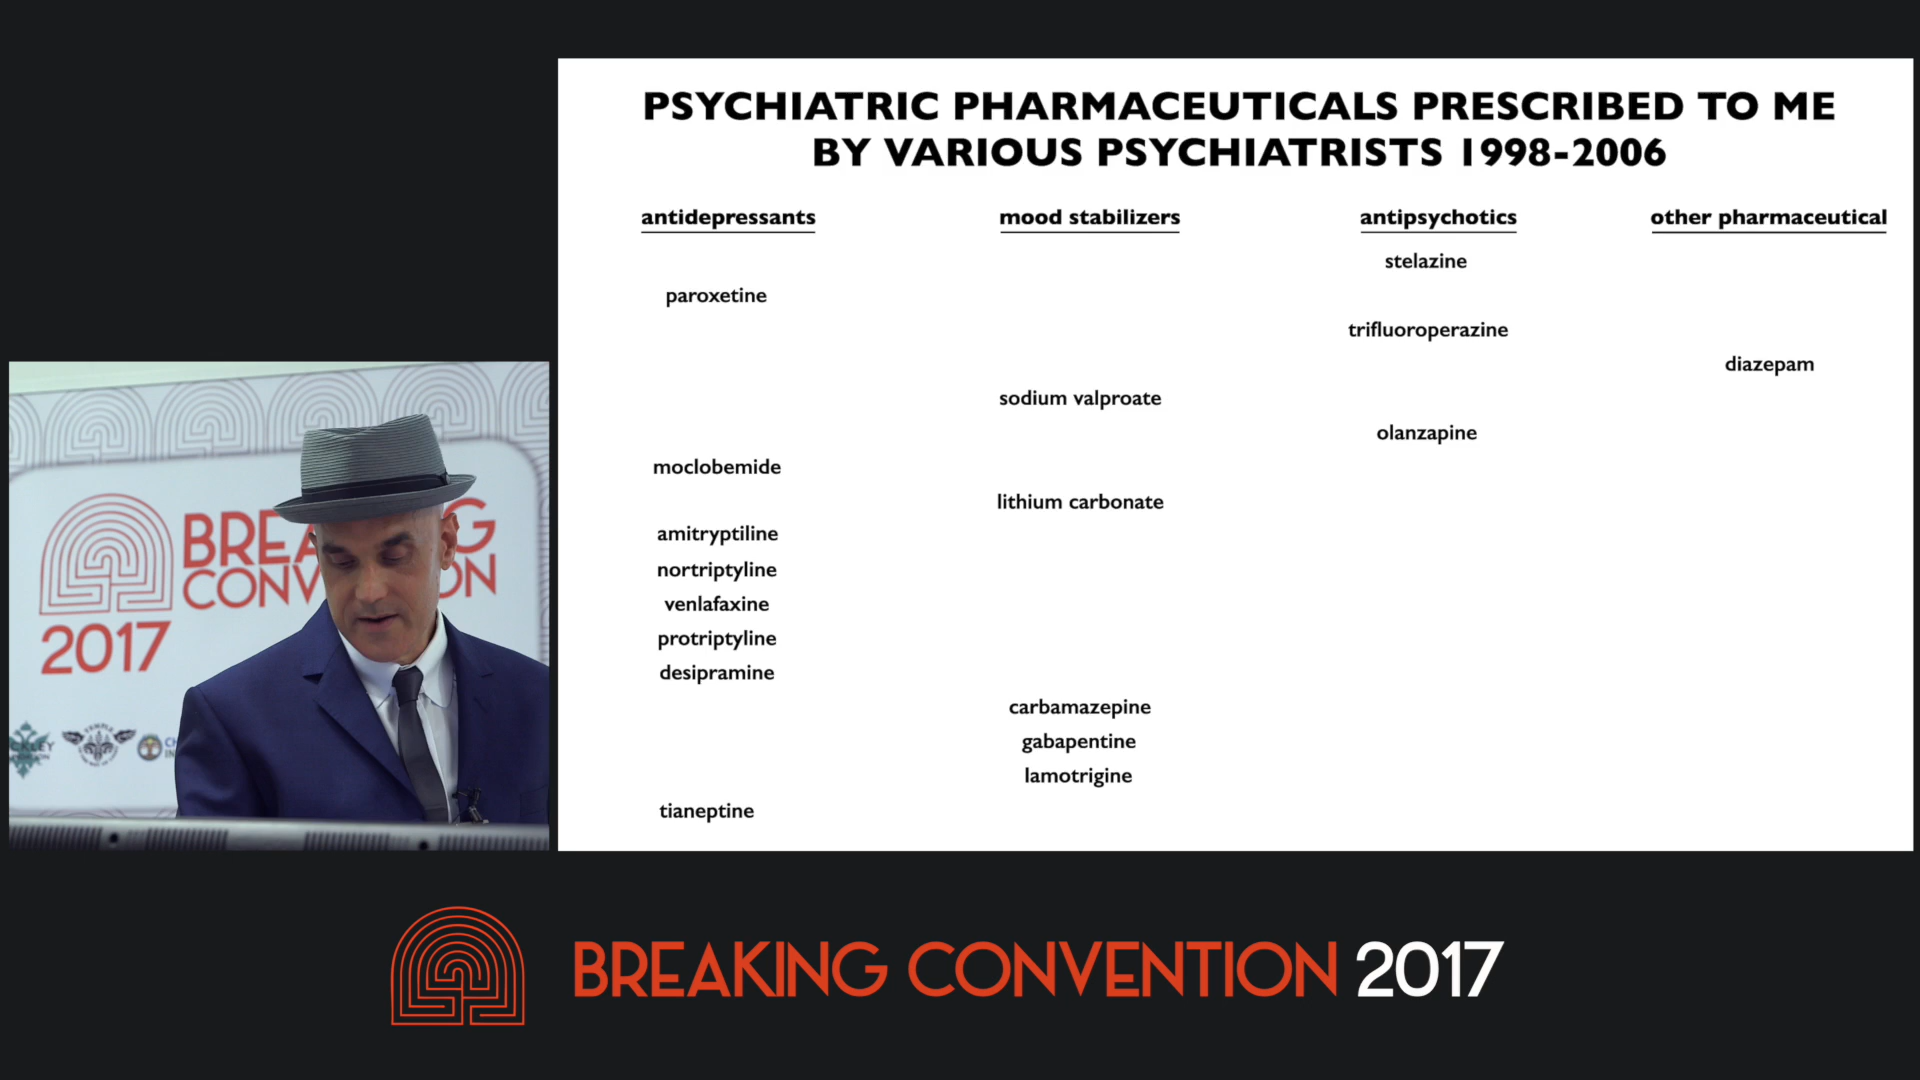 PSYCHIATRIC PHARMACEUTICALS PRESCRIBED TO ME
BY VARIOUS PSYCHIATRISTS 1998-2006
antidepressants mood stabilizers antipsychotics other pharmaceutical
stelazine
paroxetine
trifluoroperazine
diazepam
sodium valproate
olanzapine
moclobemide
lithium carbonate
amitryptiline
nortriptyline
venlafaxine
protriptyline
desipramine
carbamazepine
gabapentine
lamotrigine
tianeptine
2017
BREAKING CONVENTION 2017